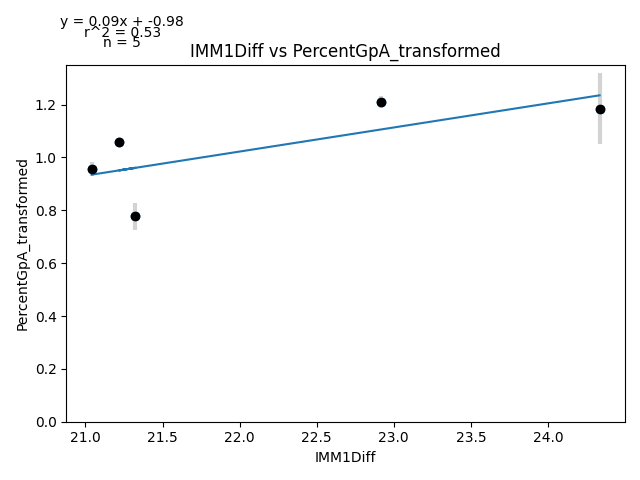 y = 0.09x + -0.98
r^2 = 0.53
n = 5
IMM1Diff vs PercentGpA_transformed
PercentGpA_transformed
1.2
1.0
0.8
0.6
0.4
0.2
0.0
21.0 21.5 22.0 22.5 23.0 23.5 24.0
IMM1Diff